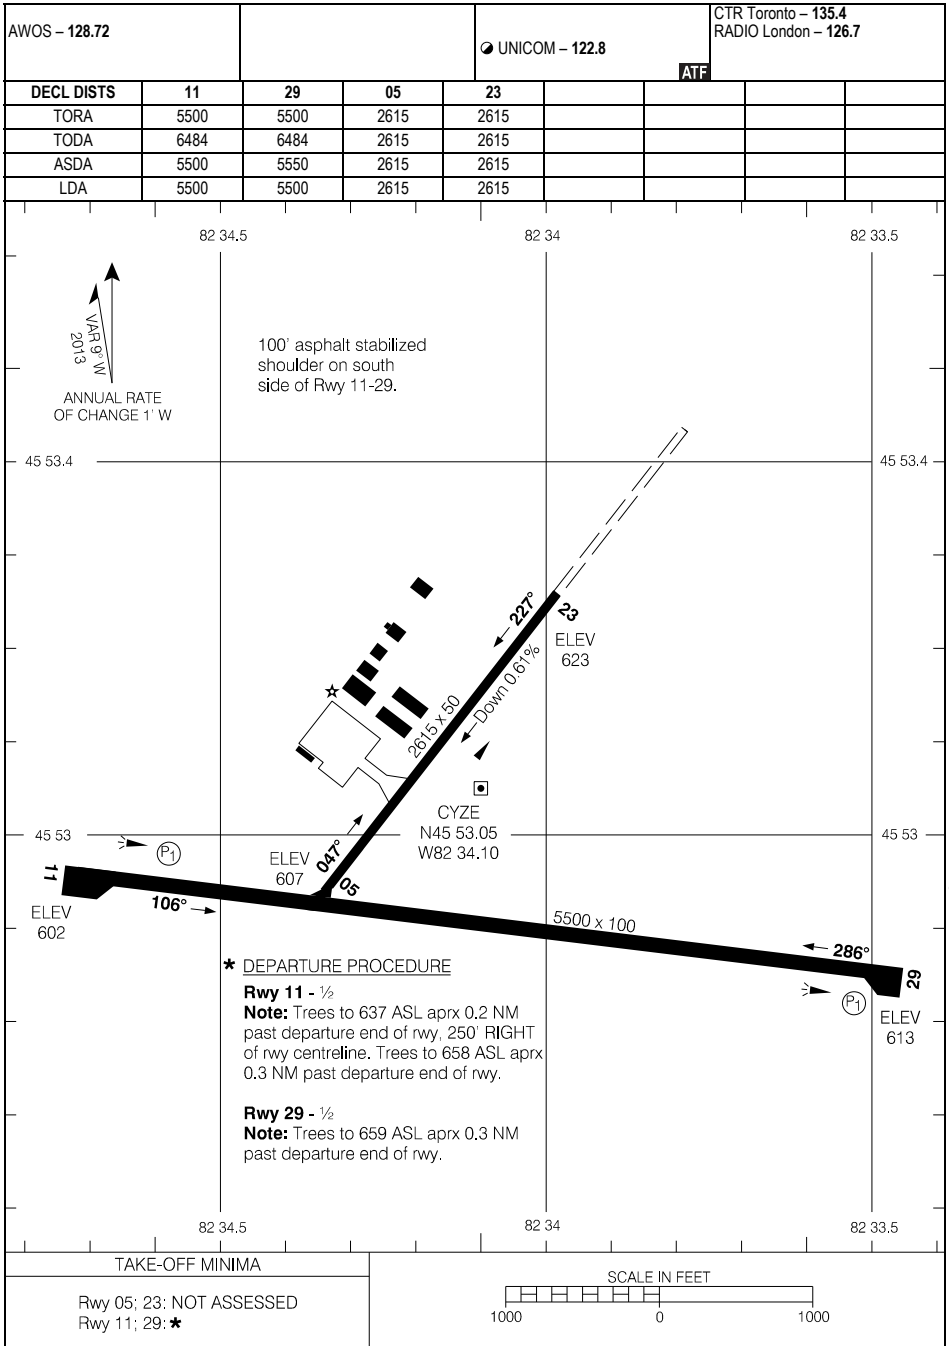 AWOS – 128.72
UNICOM – 122.8
ATF
CTR Toronto – 135.4
RADIO London – 126.7
DECL DISTS 11 29 05 23
TORA 5500 5500 2615 2615
TODA 6484 6484 2615 2615
ASDA 5500 5550 2615 2615
LDA 5500 5500 2615 2615
82 34.5 82 34 82 33.5
VAR 9° W
2013
ANNUAL RATE
OF CHANGE 1' W
100' asphalt stabilized
shoulder on south
side of Rwy 11-29.
45 53.4 45 53.4
227°
23
ELEV
623
Down 0.61%
2615 x 50
CYZE
N45 53.05
W82 34.10
45 53 45 53
P1
ELEV
607
047°
05
11
ELEV
602
106°
5500 x 100
286°
29
P1
ELEV
613
* DEPARTURE PROCEDURE
Rwy 11 - ½
Note: Trees to 637 ASL aprx 0.2 NM
past departure end of rwy, 250' RIGHT
of rwy centreline. Trees to 658 ASL aprx
0.3 NM past departure end of rwy.
Rwy 29 - ½
Note: Trees to 659 ASL aprx 0.3 NM
past departure end of rwy.
82 34.5 82 34 82 33.5
TAKE-OFF MINIMA
Rwy 05; 23: NOT ASSESSED
Rwy 11; 29: *
SCALE IN FEET
1000 0 1000